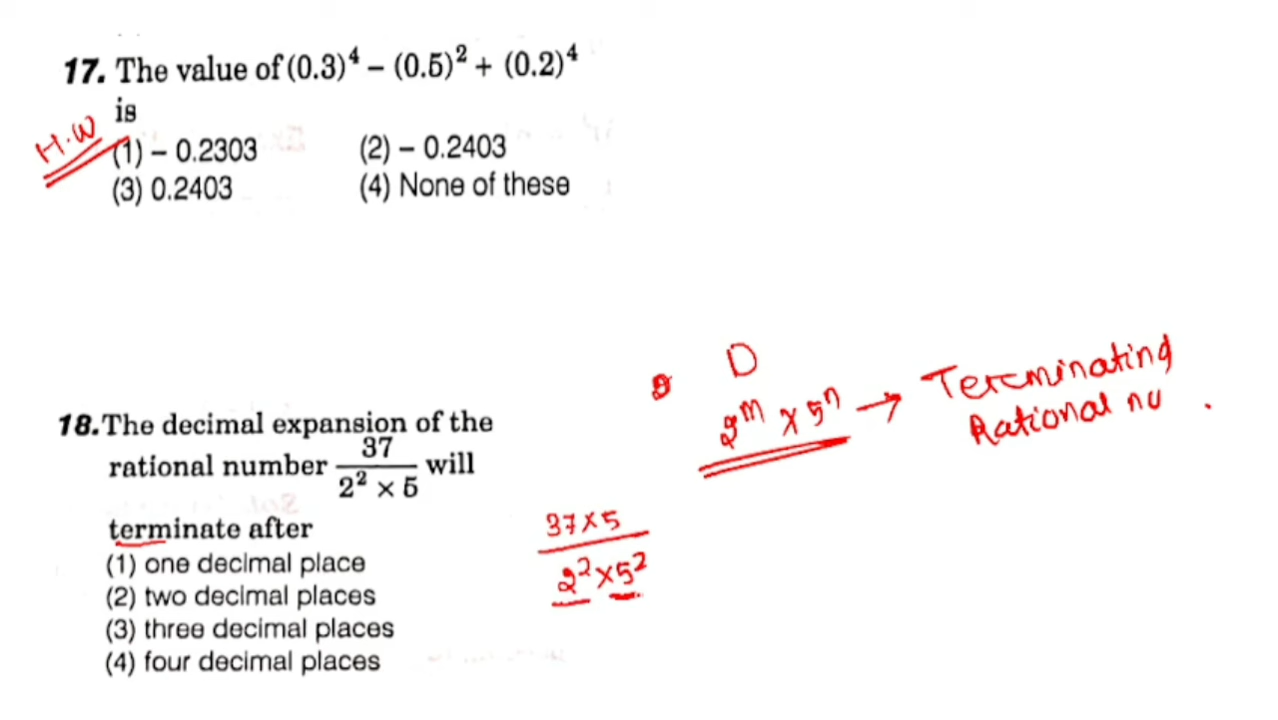 17. The value of (0.3)⁴ – (0.5)² + (0.2)⁴
is
H.W
(1) – 0.2303 (2) – 0.2403
(3) 0.2403 (4) None of these
18. The decimal expansion of the
rational number 37 / 2² × 5 will
terminate after
(1) one decimal place
(2) two decimal places
(3) three decimal places
(4) four decimal places
37 × 5
2² × 5²
D
2ᵐ × 5ⁿ → Terminating
Rational nu